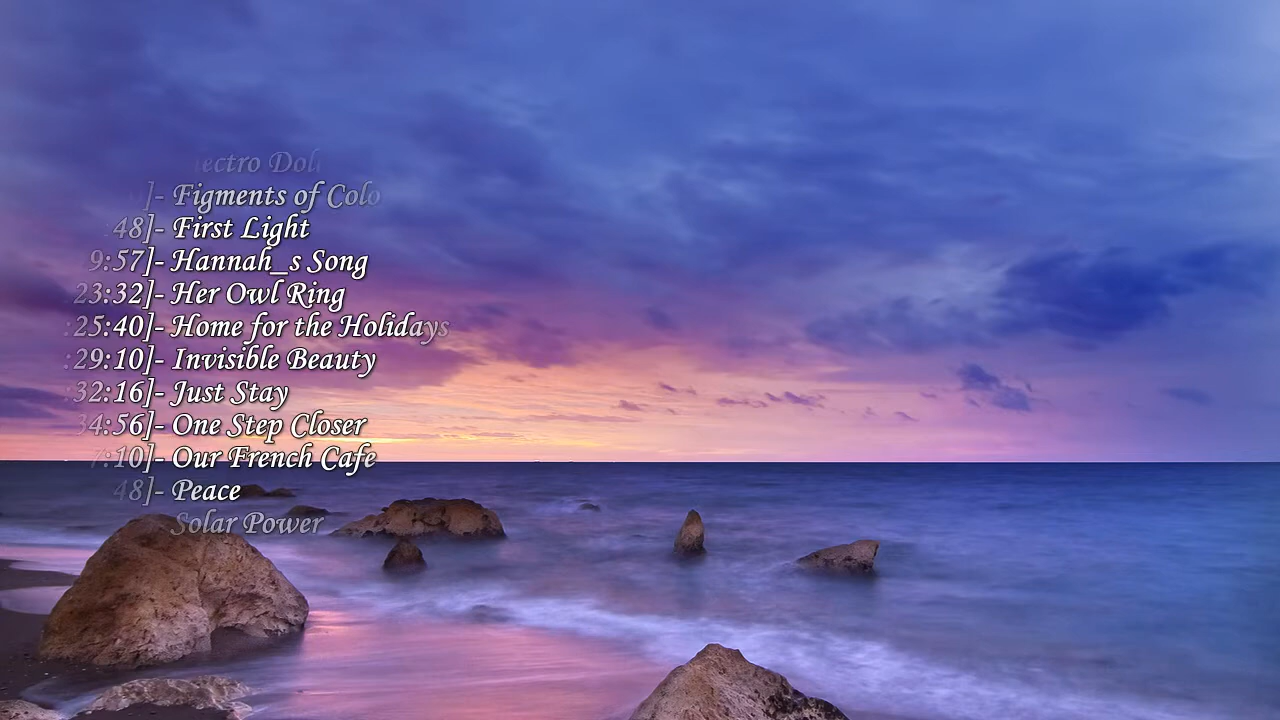 ]- Figments of Colo
:48]- First Light
9:57]- Hannah_s Song
23:32]- Her Owl Ring
:25:40]- Home for the Holidays
:29:10]- Invisible Beauty
:32:16]- Just Stay
34:56]- One Step Closer
7:10]- Our French Cafe
48]- Peace
Solar Power